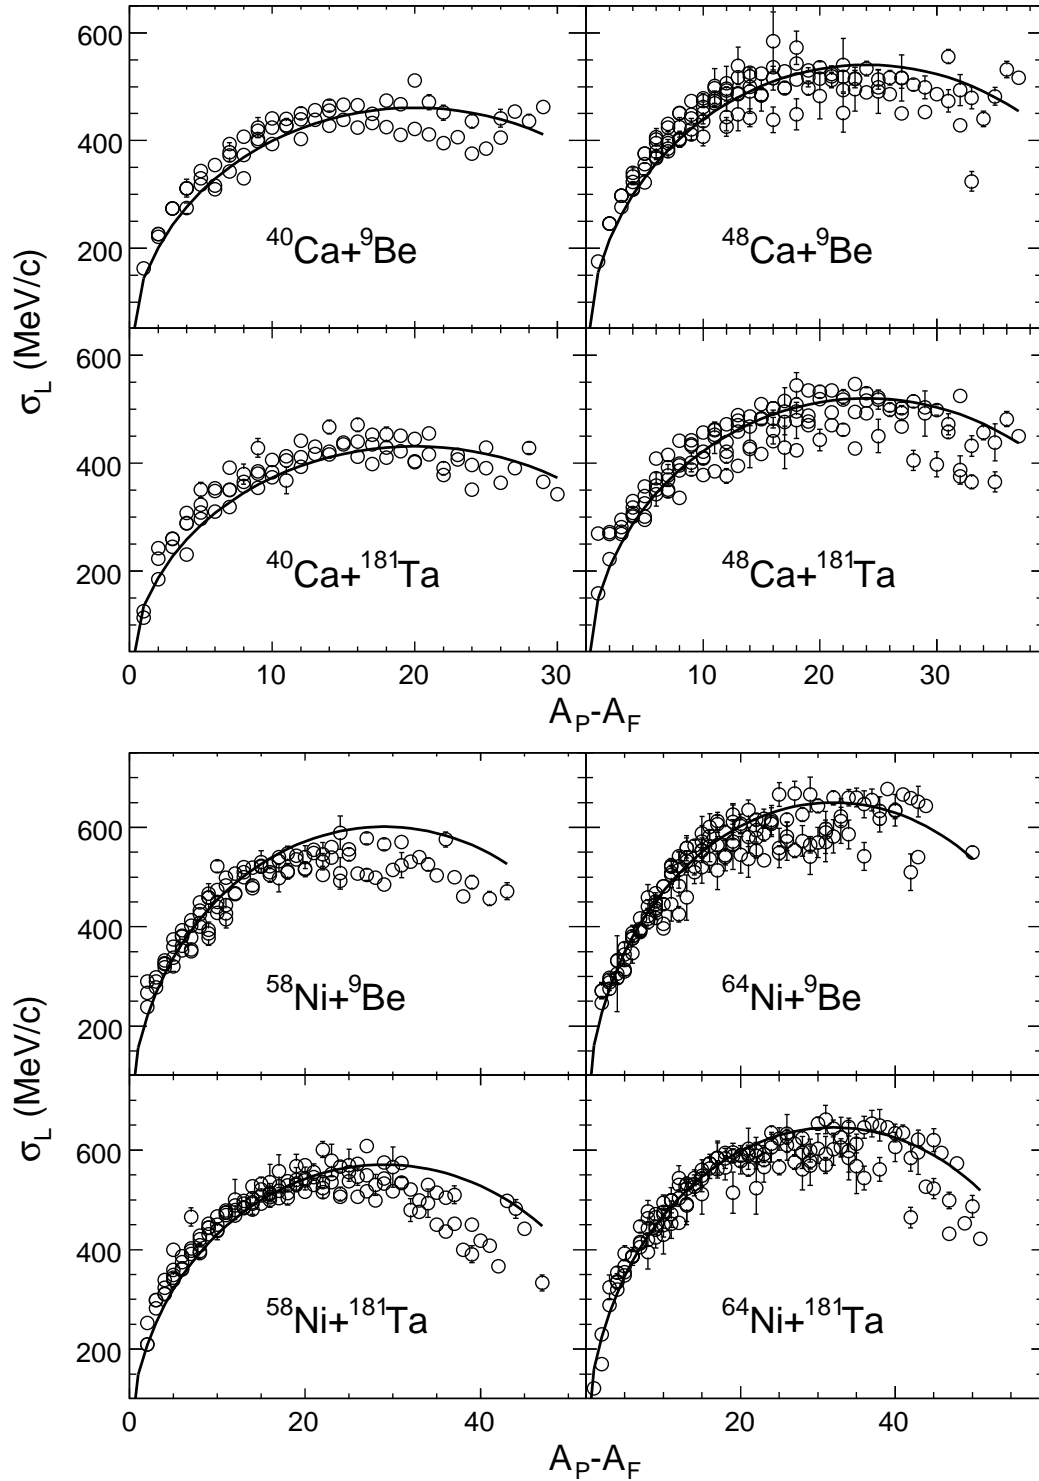 600
400
200
σL (MeV/c)
⁴⁰Ca+⁹Be
⁴⁸Ca+⁹Be
600
400
200
⁴⁰Ca+¹⁸¹Ta
⁴⁸Ca+¹⁸¹Ta
0 10 20 30 10 20 30
AP-AF
600
400
200
σL (MeV/c)
⁵⁸Ni+⁹Be
⁶⁴Ni+⁹Be
600
400
200
⁵⁸Ni+¹⁸¹Ta
⁶⁴Ni+¹⁸¹Ta
0 20 40 20 40
AP-AF